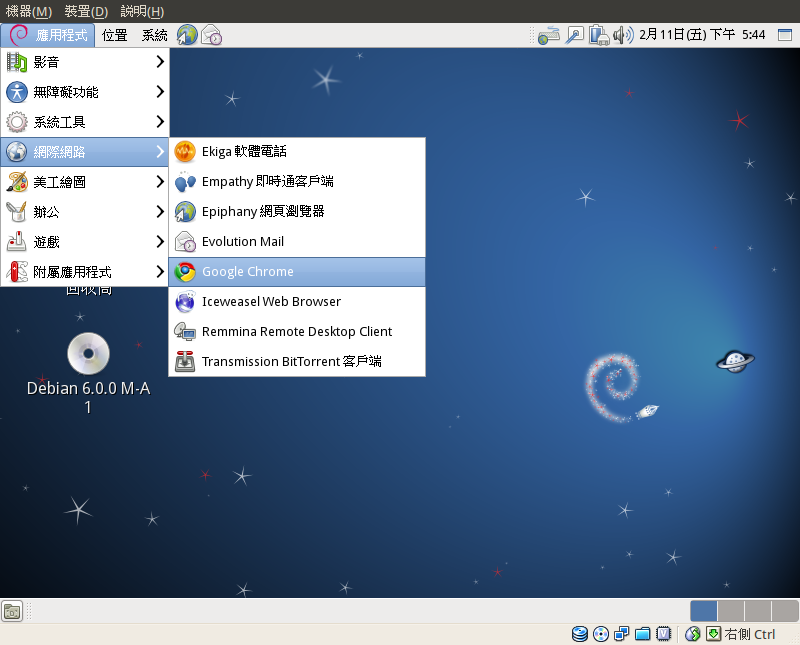 機器(M) 裝置(D) 說明(H)
應用程式 位置 系統 2月11日(五) 下午 5:44
影音
無障礙功能
系統工具
網際網路
美工繪圖
辦公
遊戲
附屬應用程式
Ekiga 軟體電話
Empathy 即時通客戶端
Epiphany 網頁瀏覽器
Evolution Mail
Google Chrome
Iceweasel Web Browser
Remmina Remote Desktop Client
Transmission BitTorrent 客戶端
回收筒
Debian 6.0.0 M-A
1
右側 Ctrl